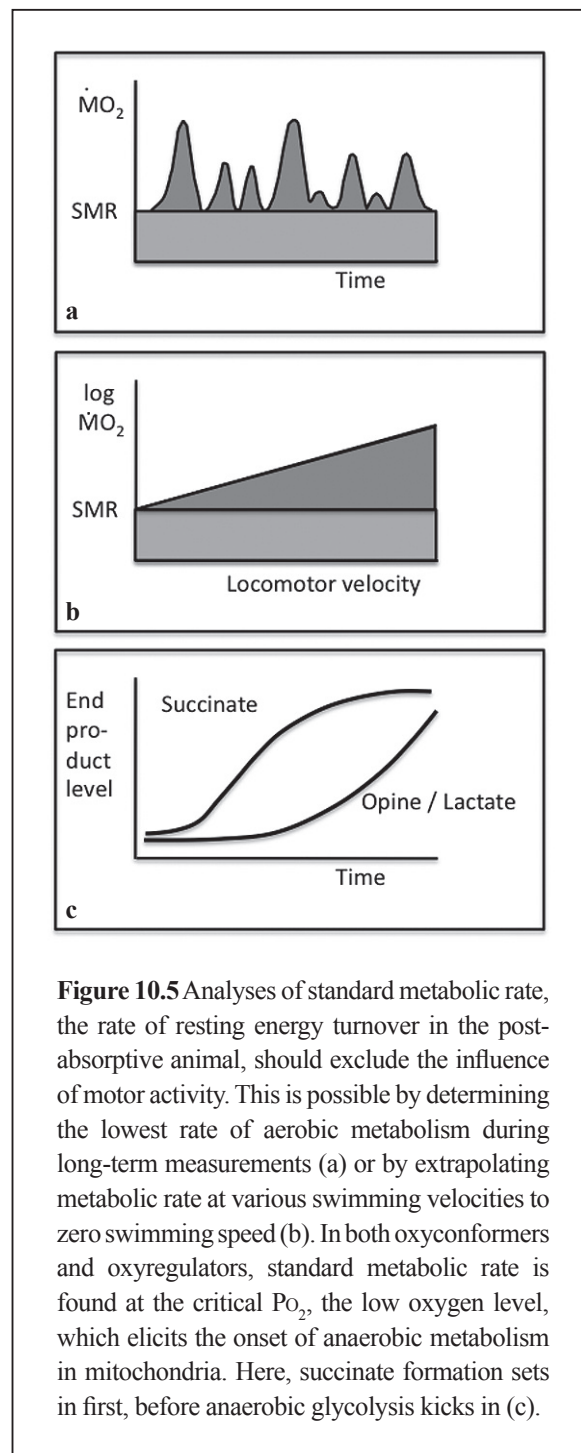 ṀO₂
SMR
Time
a
log
ṀO₂
SMR
Locomotor velocity
b
End
pro-
duct
level
Succinate
Opine / Lactate
Time
c
Figure 10.5 Analyses of standard metabolic rate,
the rate of resting energy turnover in the post-
absorptive animal, should exclude the influence
of motor activity. This is possible by determining
the lowest rate of aerobic metabolism during
long-term measurements (a) or by extrapolating
metabolic rate at various swimming velocities to
zero swimming speed (b). In both oxyconformers
and oxyregulators, standard metabolic rate is
found at the critical PO₂, the low oxygen level,
which elicits the onset of anaerobic metabolism
in mitochondria. Here, succinate formation sets
in first, before anaerobic glycolysis kicks in (c).